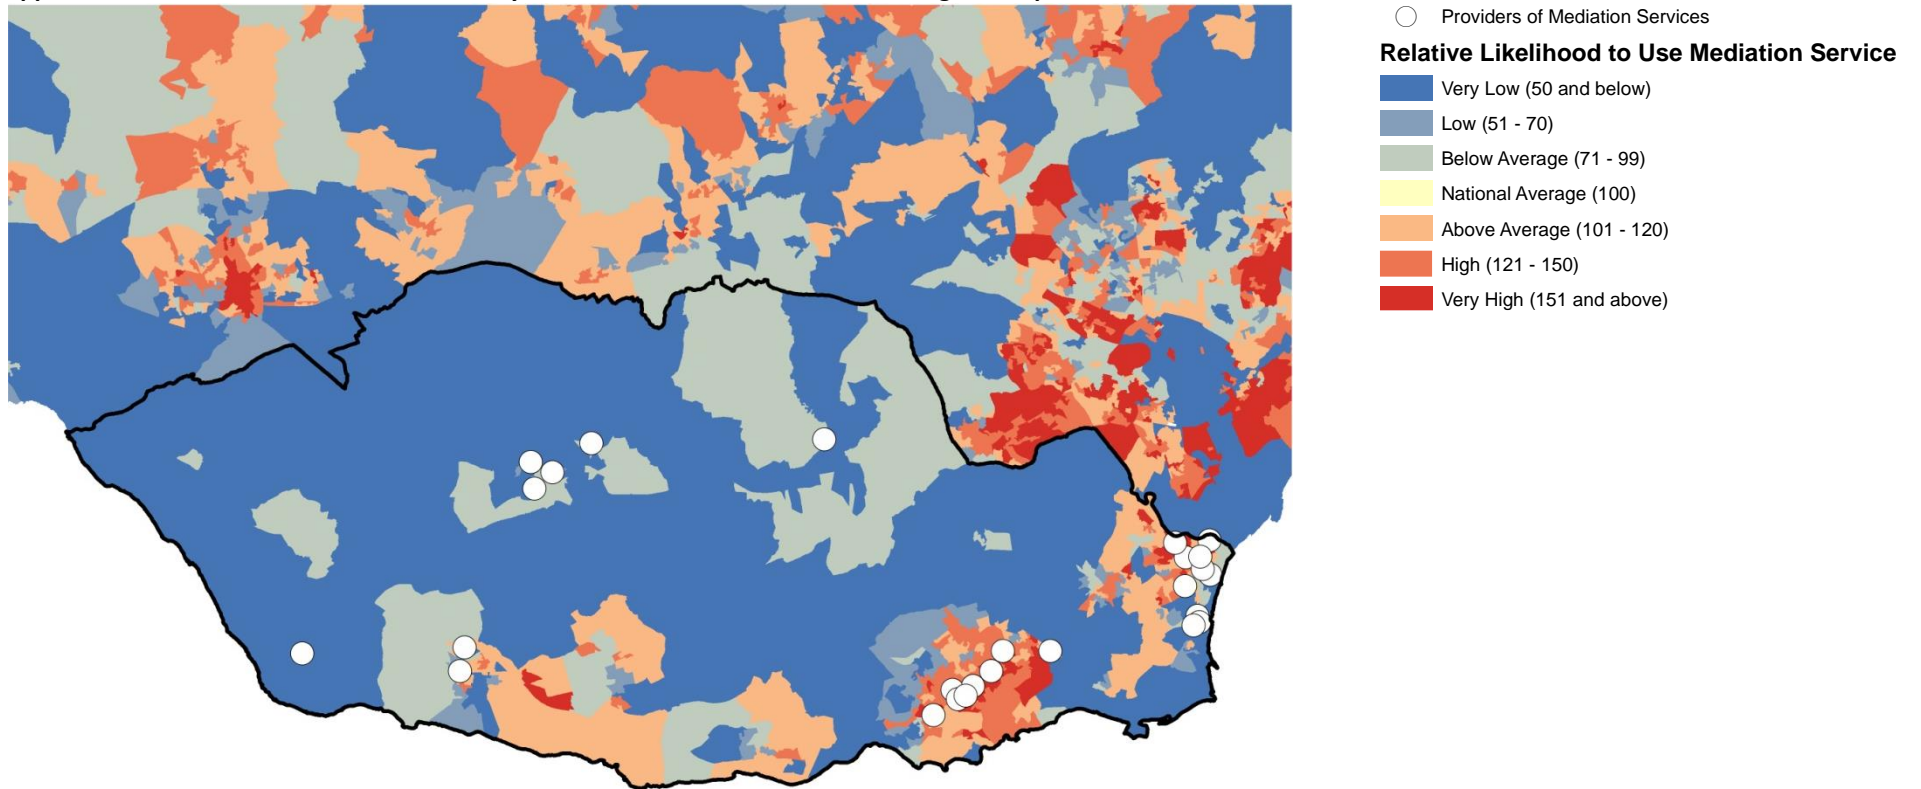 Providers of Mediation Services
Relative Likelihood to Use Mediation Service
Very Low (50 and below)
Low (51 - 70)
Below Average (71 - 99)
National Average (100)
Above Average (101 - 120)
High (121 - 150)
Very High (151 and above)